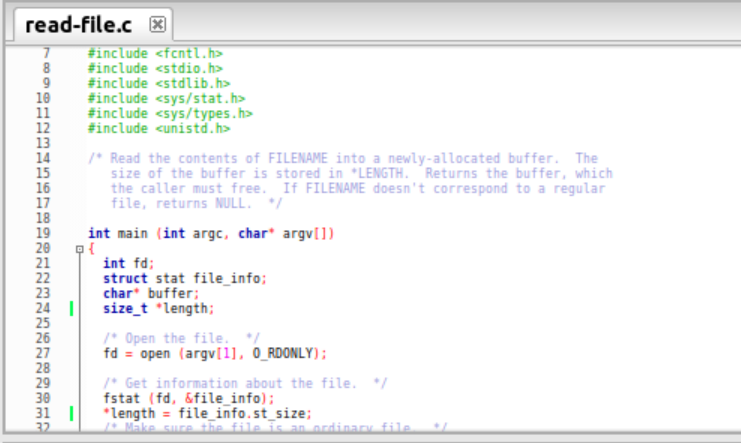 read-file.c
7 #include <fcntl.h>
8 #include <stdio.h>
9 #include <stdlib.h>
10 #include <sys/stat.h>
11 #include <sys/types.h>
12 #include <unistd.h>
13
14 /* Read the contents of FILENAME into a newly-allocated buffer.  The
15    size of the buffer is stored in *LENGTH.  Returns the buffer, which
16    the caller must free.  If FILENAME doesn't correspond to a regular
17    file, returns NULL.  */
18
19 int main (int argc, char* argv[])
20 {
21   int fd;
22   struct stat file_info;
23   char* buffer;
24   size_t *length;
25
26   /* Open the file.  */
27   fd = open (argv[1], O_RDONLY);
28
29   /* Get information about the file.  */
30   fstat (fd, &file_info);
31   *length = file_info.st_size;
32   /* Make sure the file is an ordinary file.  */